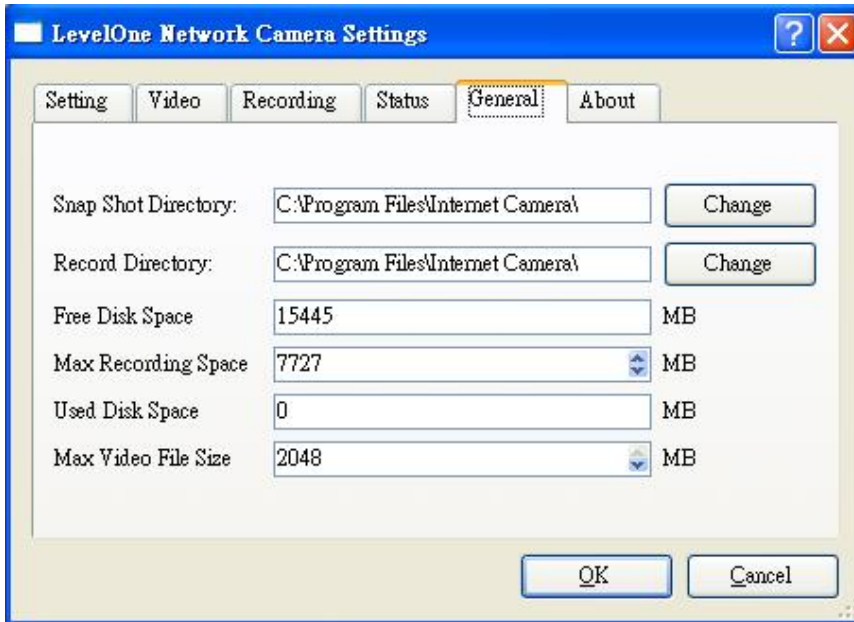 LevelOne Network Camera Settings
Setting Video Recording Status General About
Snap Shot Directory: C:\Program Files\Internet Camera\ Change
Record Directory: C:\Program Files\Internet Camera\ Change
Free Disk Space 15445 MB
Max Recording Space 7727 MB
Used Disk Space 0 MB
Max Video File Size 2048 MB
OK Cancel